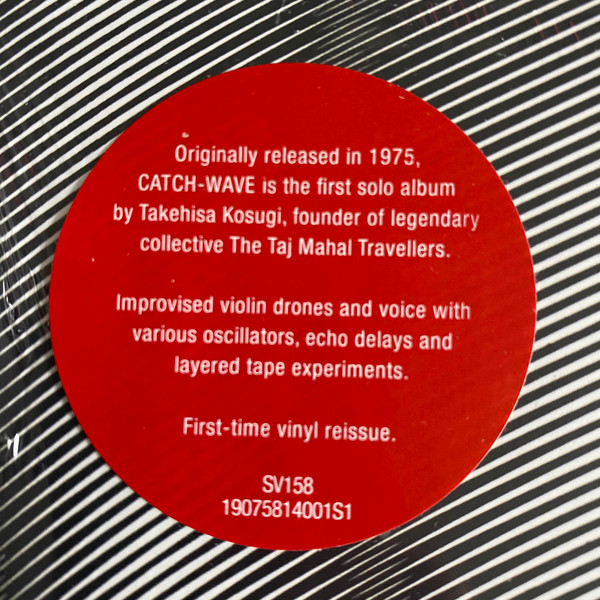 Originally released in 1975,
CATCH-WAVE is the first solo album
by Takehisa Kosugi, founder of legendary
collective The Taj Mahal Travellers.
Improvised violin drones and voice with
various oscillators, echo delays and
layered tape experiments.
First-time vinyl reissue.
SV158
19075814001S1